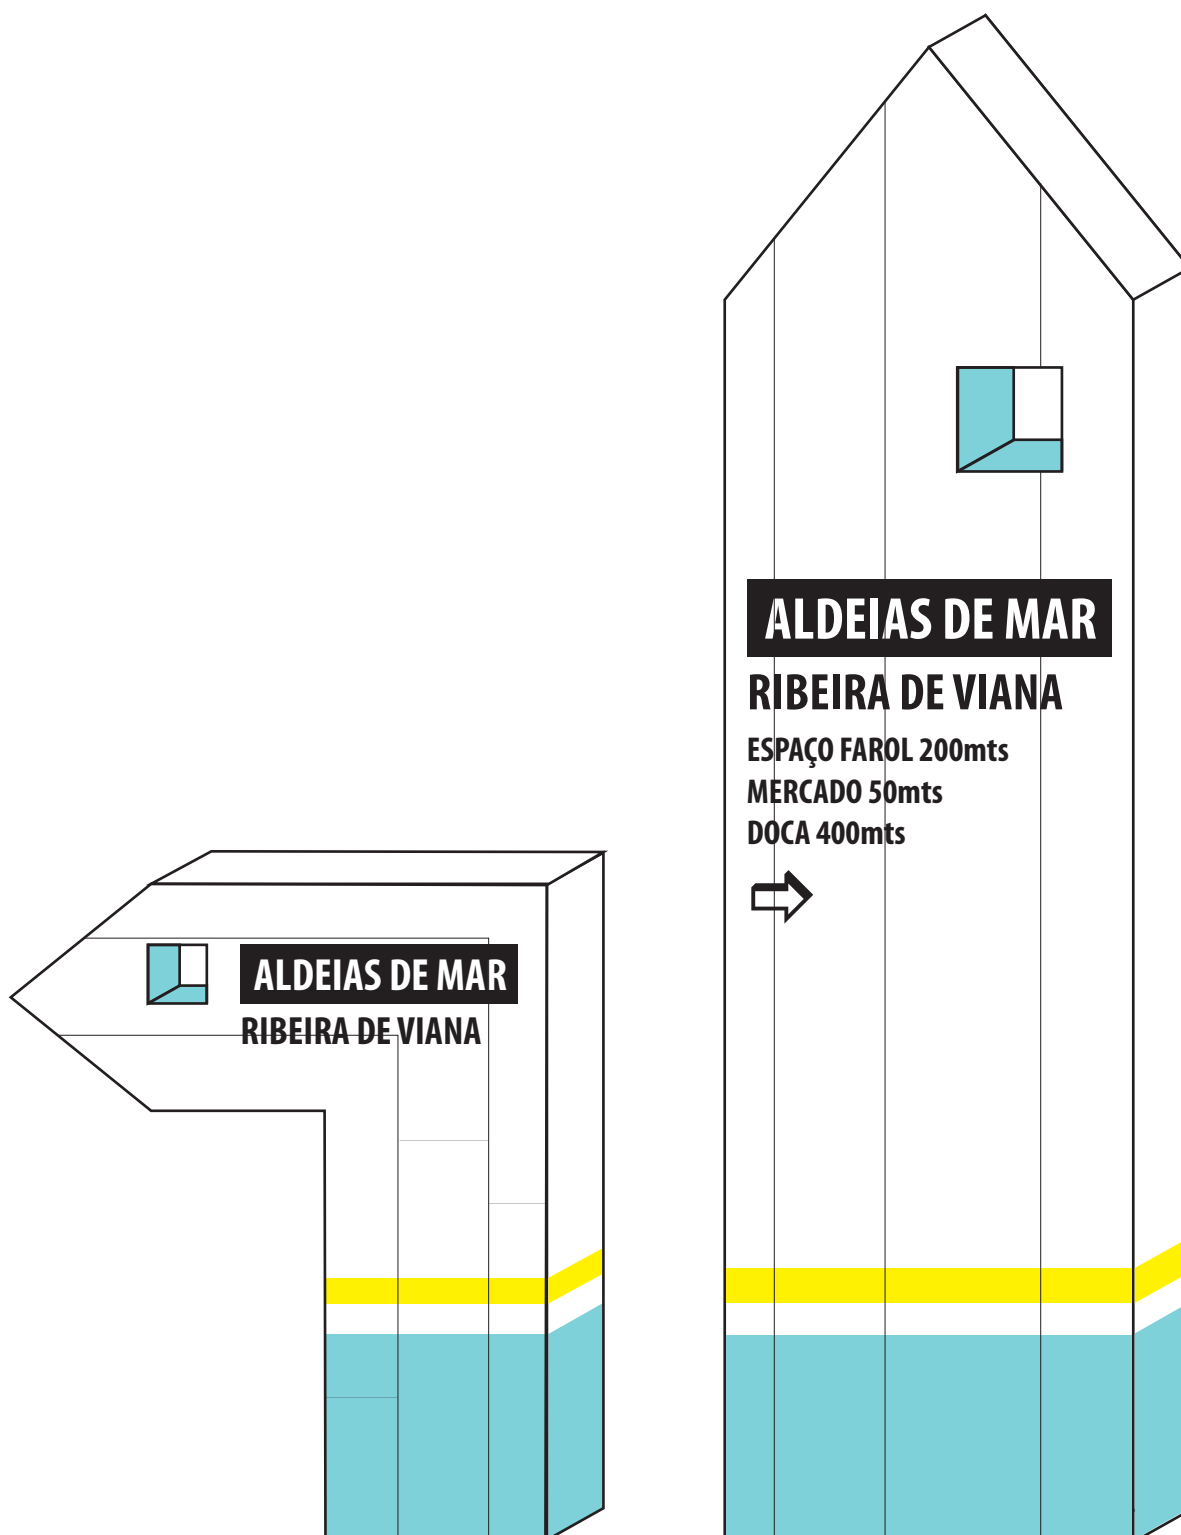 ALDEIAS DE MAR
RIBEIRA DE VIANA
ESPAÇO FAROL 200mts
MERCADO 50mts
DOCA 400mts
ALDEIAS DE MAR
RIBEIRA DE VIANA